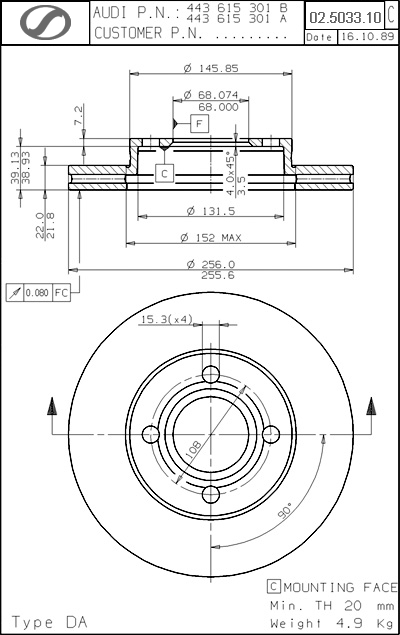 AUDI P.N.: 443 615 301 B
443 615 301 A
CUSTOMER P.N. ..........
02.5033.10 C
Date 16.10.89
Ø 145.85
Ø 68.074
68.000
7.2
F
39.13
38.93
C
4.0x45°
3.5
22.0
21.8
Ø 131.5
Ø 152 MAX
Ø 256.0
255.6
0.080 FC
15.3(x4)
108
90°
C MOUNTING FACE
Min. TH 20 mm
Type DA
Weight 4.9 Kg